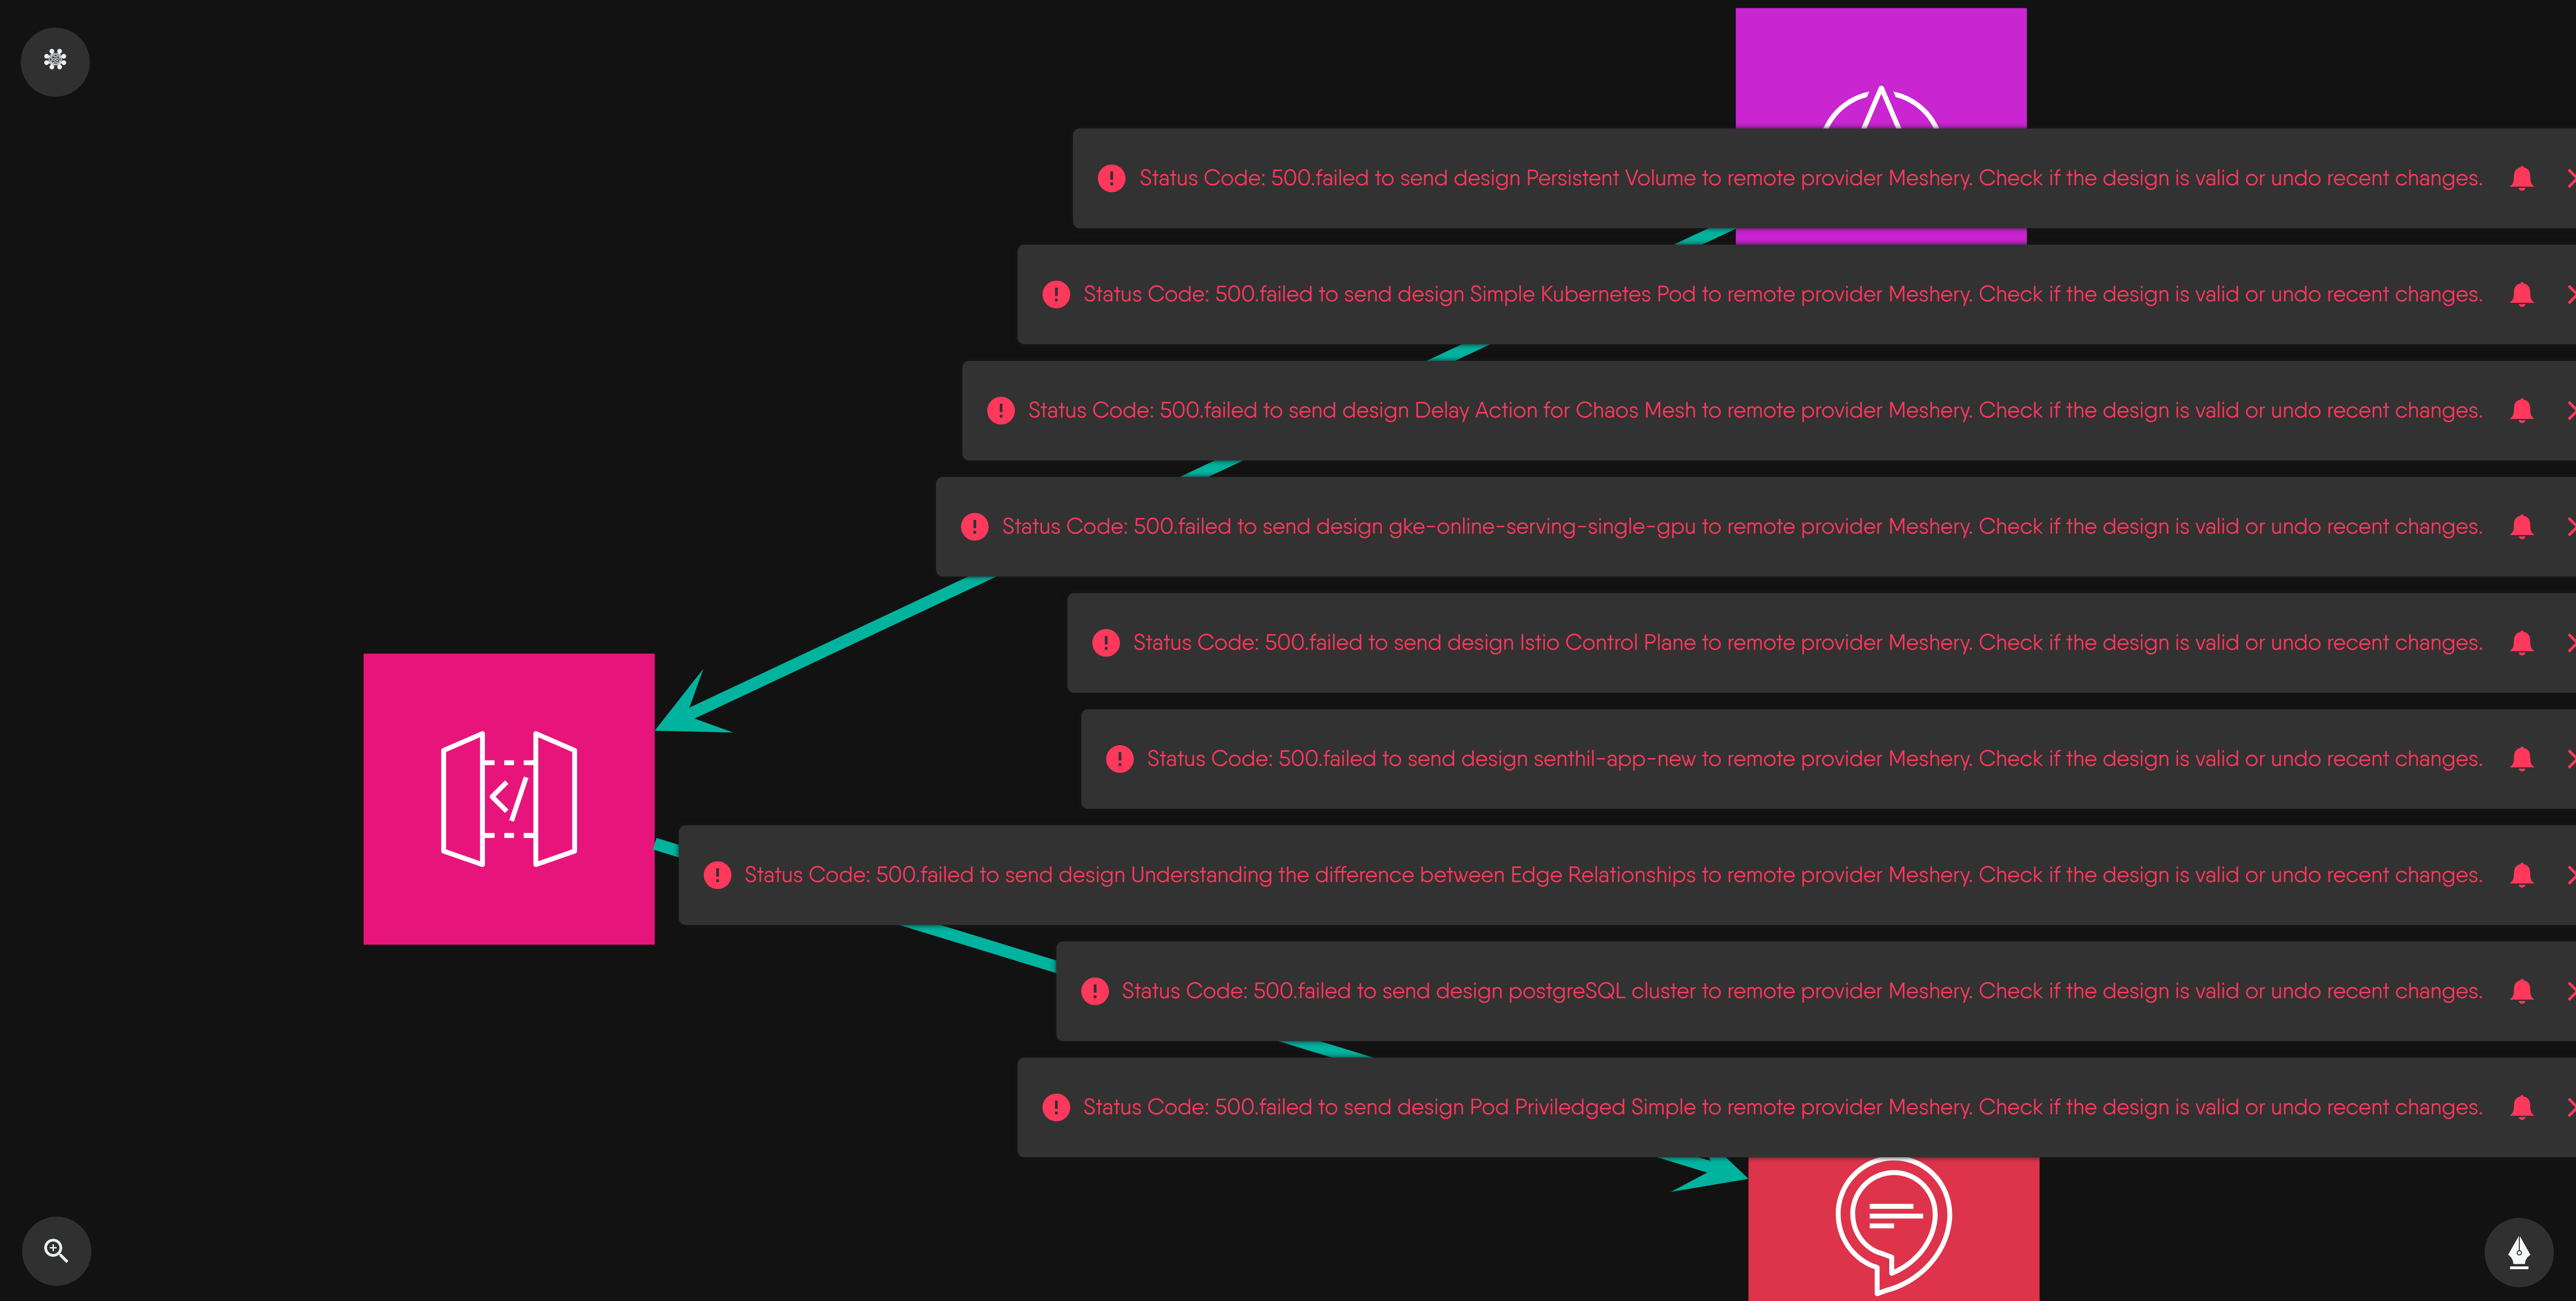 Status Code: 500.failed to send design Persistent Volume to remote provider Meshery. Check if the design is valid or undo recent changes.
Status Code: 500.failed to send design Simple Kubernetes Pod to remote provider Meshery. Check if the design is valid or undo recent changes.
Status Code: 500.failed to send design Delay Action for Chaos Mesh to remote provider Meshery. Check if the design is valid or undo recent changes.
Status Code: 500.failed to send design gke-online-serving-single-gpu to remote provider Meshery. Check if the design is valid or undo recent changes.
Status Code: 500.failed to send design Istio Control Plane to remote provider Meshery. Check if the design is valid or undo recent changes.
Status Code: 500.failed to send design senthil-app-new to remote provider Meshery. Check if the design is valid or undo recent changes.
Status Code: 500.failed to send design Understanding the difference between Edge Relationships to remote provider Meshery. Check if the design is valid or undo recent changes.
Status Code: 500.failed to send design postgreSQL cluster to remote provider Meshery. Check if the design is valid or undo recent changes.
Status Code: 500.failed to send design Pod Priviledged Simple to remote provider Meshery. Check if the design is valid or undo recent changes.